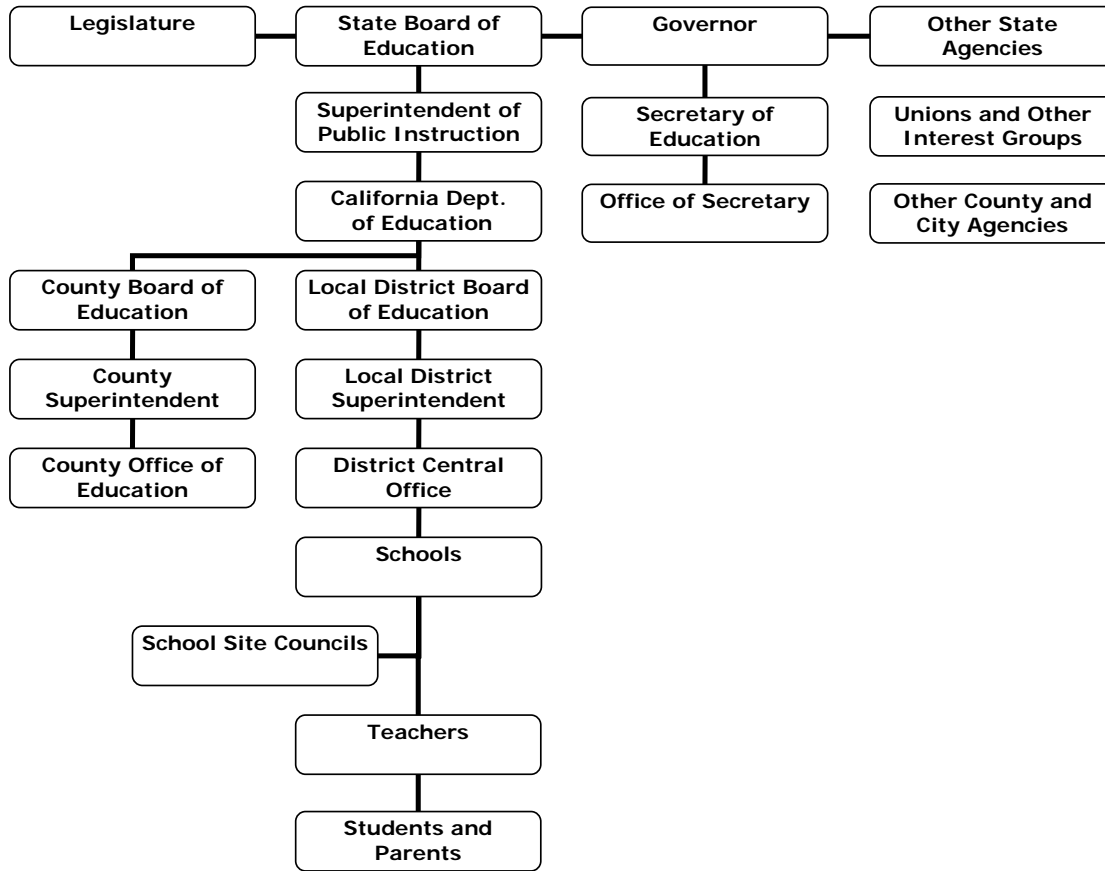 Legislature
State Board of
Education
Governor
Other State
Agencies
Superintendent of
Public Instruction
Secretary of
Education
Unions and Other
Interest Groups
California Dept.
of Education
Office of Secretary
Other County and
City Agencies
County Board of
Education
Local District Board
of Education
County
Superintendent
Local District
Superintendent
County Office of
Education
District Central
Office
Schools
School Site Councils
Teachers
Students and
Parents